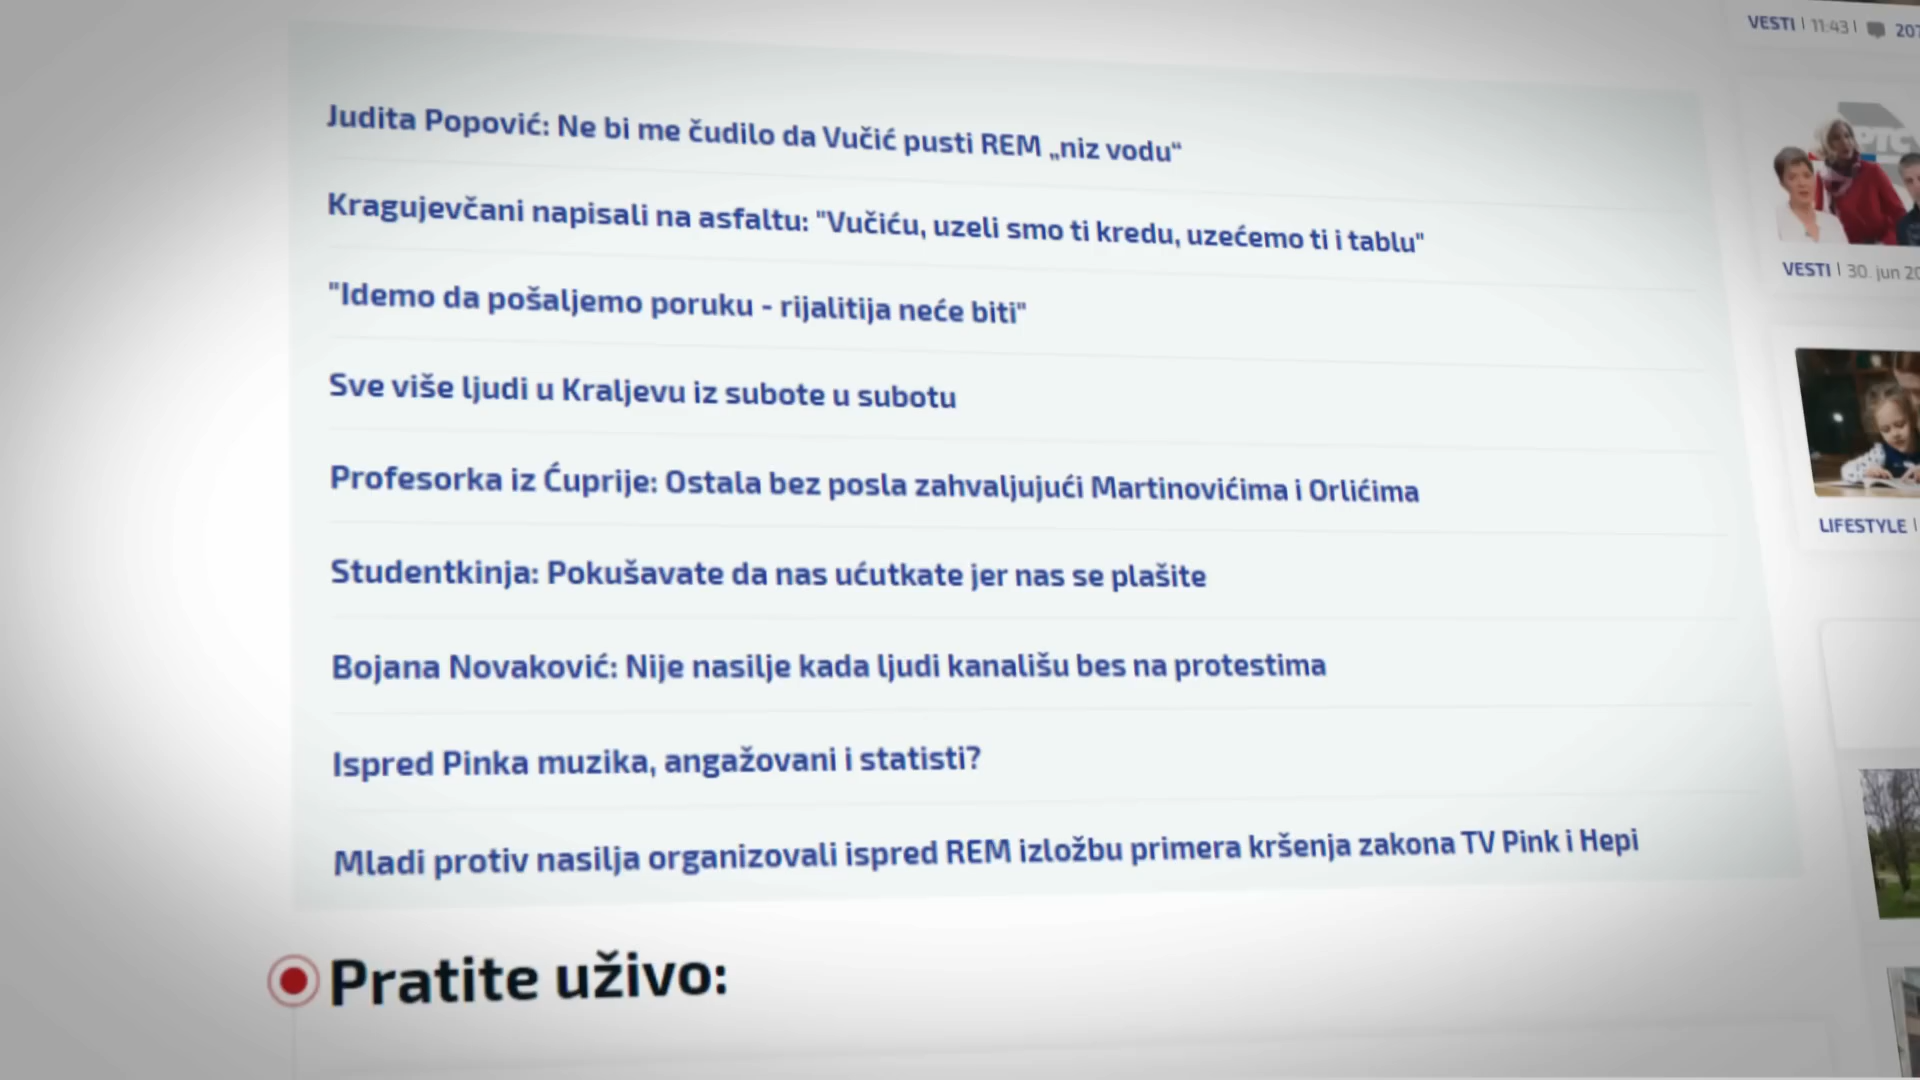 VESTI | 11:43 | 207
Judita Popović: Ne bi me čudilo da Vučić pusti REM „niz vodu“
Kragujevčani napisali na asfaltu: "Vučiću, uzeli smo ti kredu, uzećemo ti i tablu"
"Idemo da pošaljemo poruku - rijalitija neće biti"
Sve više ljudi u Kraljevu iz subote u subotu
Profesorka iz Ćuprije: Ostala bez posla zahvaljujući Martinovićima i Orlićima
Studentkinja: Pokušavate da nas ućutkate jer nas se plašite
Bojana Novaković: Nije nasilje kada ljudi kanališu bes na protestima
Ispred Pinka muzika, angažovani i statisti?
Mladi protiv nasilja organizovali ispred REM izložbu primera kršenja zakona TV Pink i Hepi
Pratite uživo:
РТС
VESTI | 30. jun 20
LIFESTYLE |